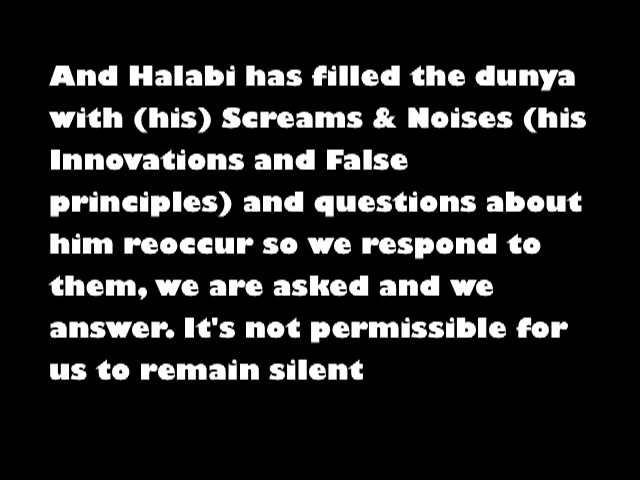 And Halabi has filled the dunya
with (his) Screams & Noises (his
Innovations and False
principles) and questions about
him reoccur so we respond to
them, we are asked and we
answer. It's not permissible for
us to remain silent